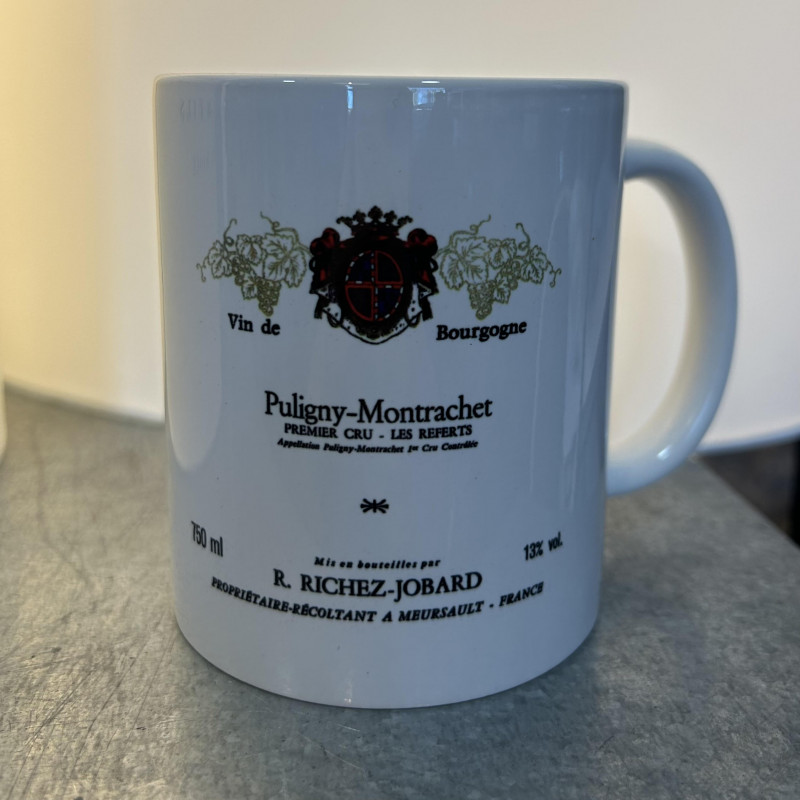 Vin de Bourgogne
Puligny-Montrachet
PREMIER CRU - LES REFERTS
Appellation Puligny-Montrachet 1er Cru Contrôlée
750 ml
13% vol.
Mis en bouteilles par
R. RICHEZ-JOBARD
PROPRIÉTAIRE-RÉCOLTANT A MEURSAULT - FRANCE